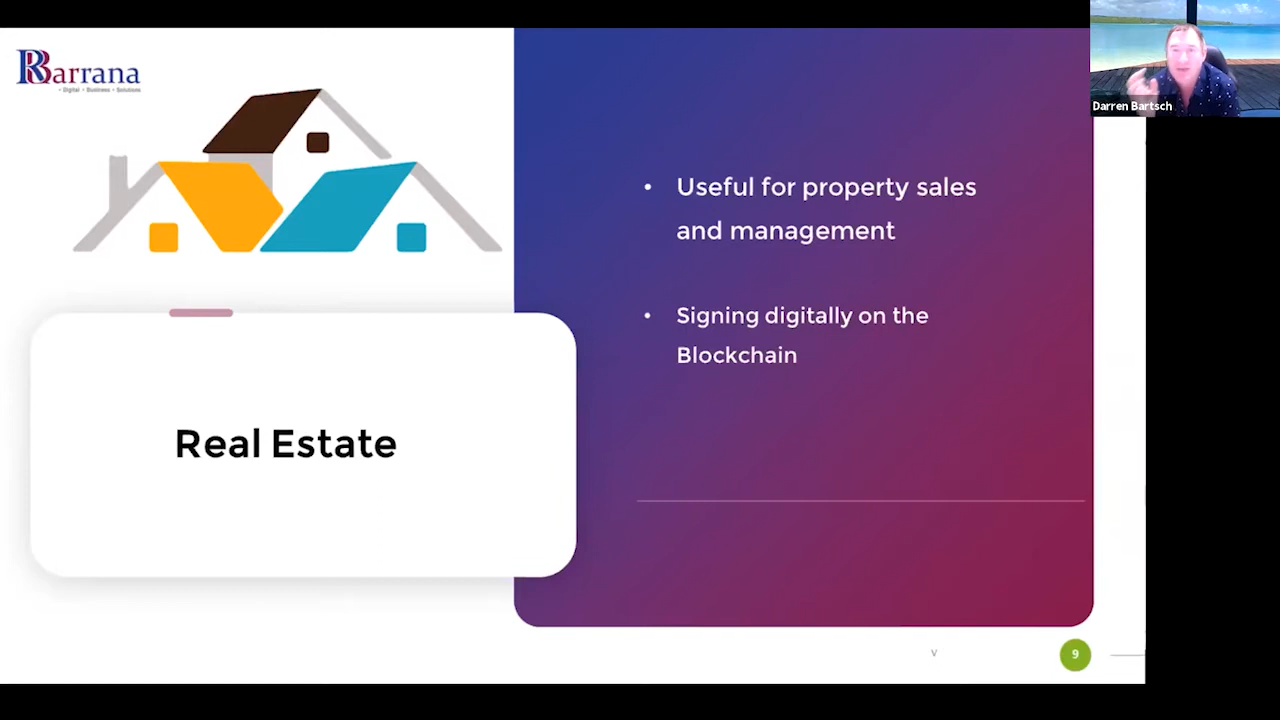 Barrana
• Digital • Business • Solutions
Darren Bartsch
• Useful for property sales
and management
• Signing digitally on the
Blockchain
Real Estate
v
9